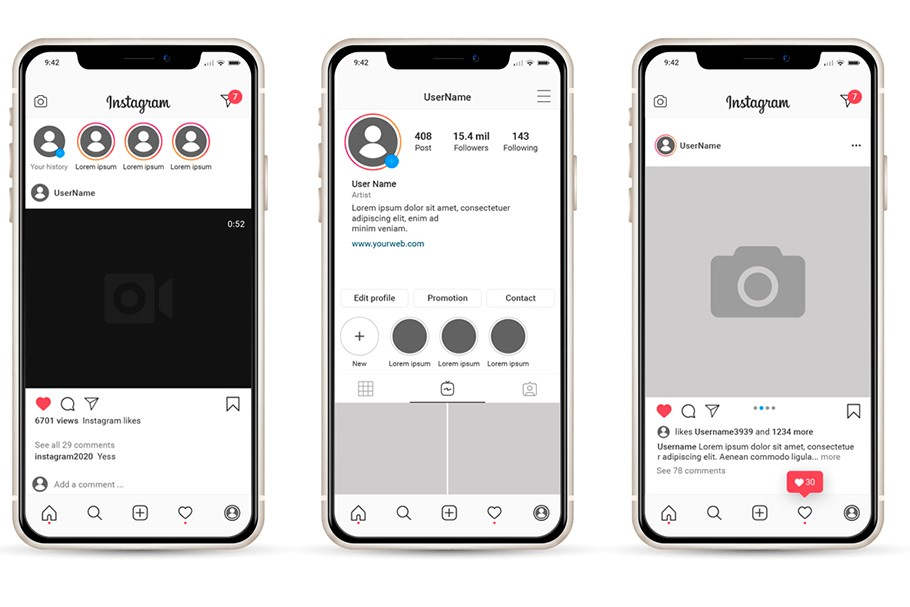 9:42
Instagram
7
Your history Lorem ipsum Lorem ipsum Lorem ipsum
UserName
0:52
6701 views Instagram likes
See all 29 comments
instagram2020 Yess
Add a comment ...
9:42
UserName
408 15.4 mil 143
Post Followers Following
User Name
Artist
Lorem ipsum dolor sit amet, consectetuer
adipiscing elit, enim ad
minim veniam.
www.yourweb.com
Edit profile Promotion Contact
New Lorem ipsum Lorem ipsum Lorem ipsum
9:42
Instagram
7
UserName
likes Username3939 and 1234 more
Username Lorem ipsum dolor sit amet, consectetue
r adipiscing elit. Aenean commodo ligula... more
See 78 comments
30